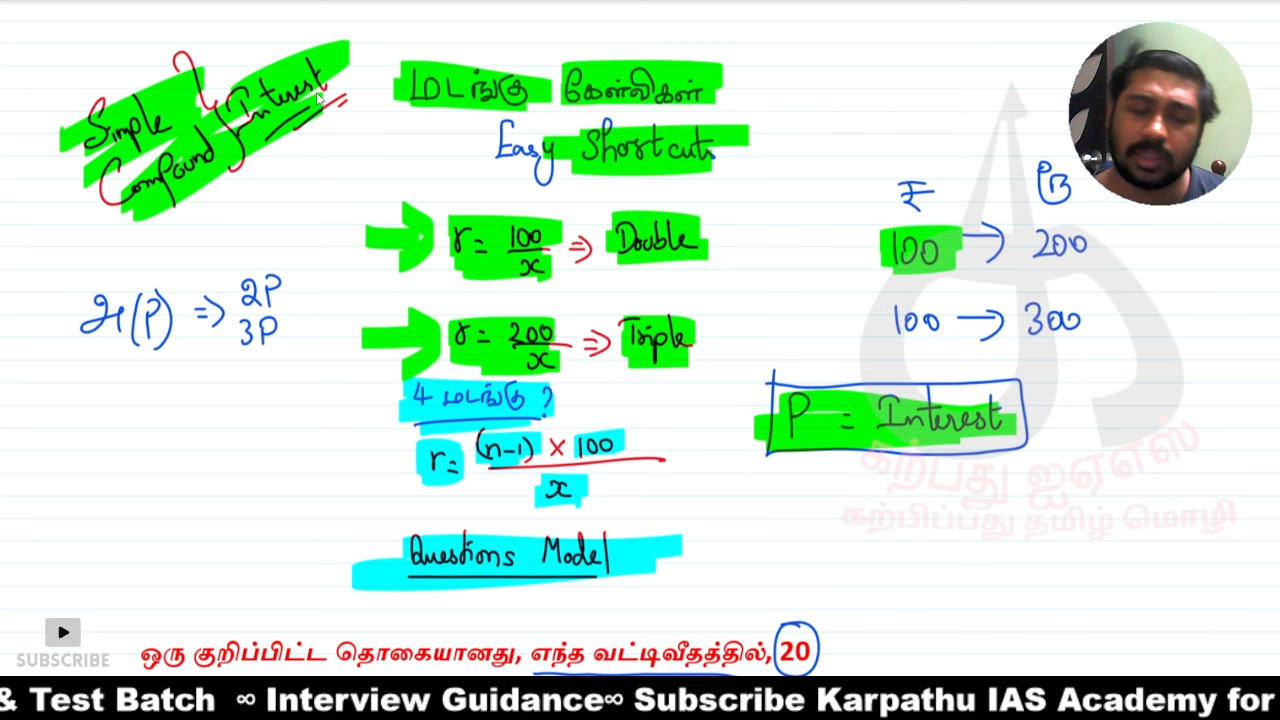 Simple
Compound } Interest
மடங்கு கேள்விகள்
Easy Shortcuts
r = 100/x => Double
r = 200/x => Triple
4 மடங்கு ?
r = (n-1) × 100 / x
Questions Model
அ(P) => 2P
3P
₹ ரூ
100 → 200
100 → 300
P = Interest
கற்பது ஐஏஎஸ்
கற்பிப்பது தமிழ் மொழி
ஒரு குறிப்பிட்ட தொகையானது, எந்த வட்டிவீதத்தில், 20
SUBSCRIBE
& Test Batch ∞ Interview Guidance∞ Subscribe Karpathu IAS Academy for